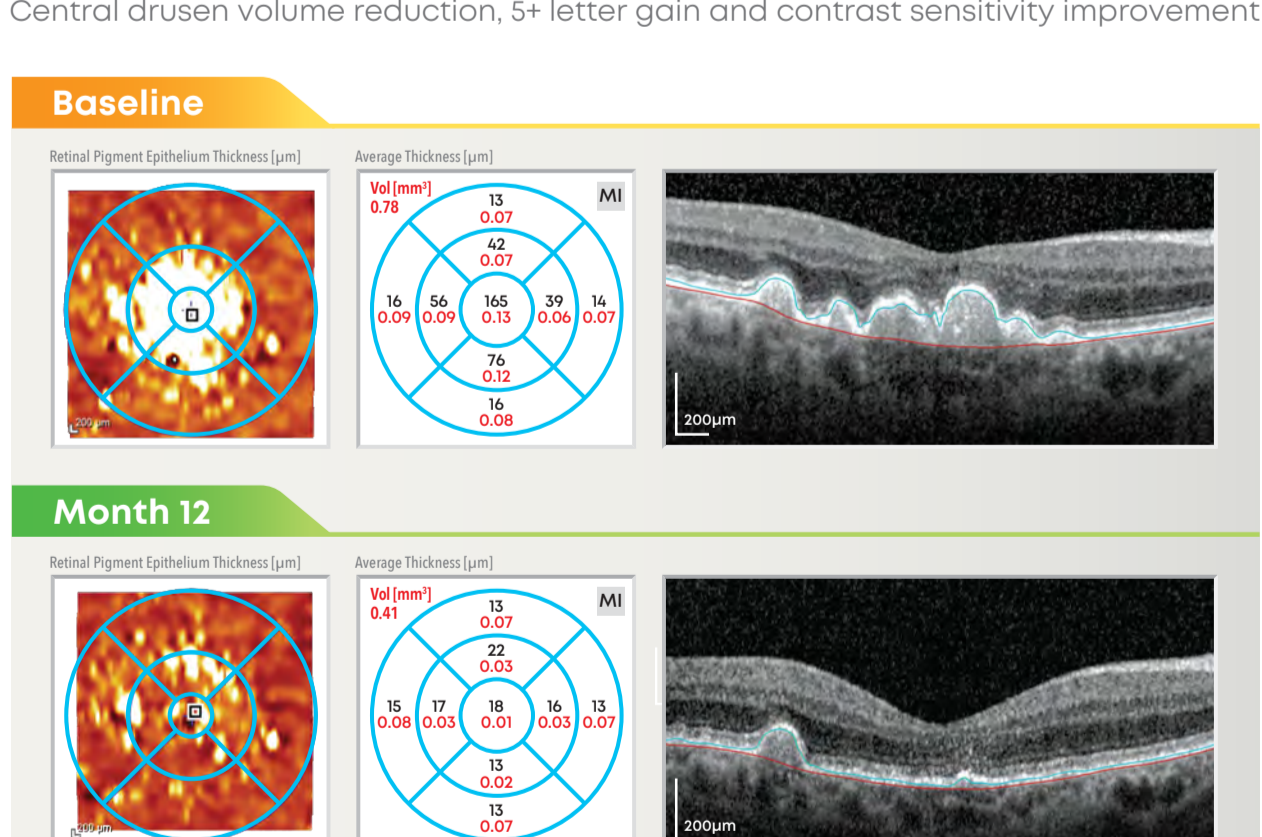 Central drusen volume reduction, 5+ letter gain and contrast sensitivity improvement
Baseline
Retinal Pigment Epithelium Thickness [µm]
Average Thickness [µm]
200 µm
Vol [mm³]
0.78
MI
13
0.07
42
0.07
16 56 165 39 14
0.09 0.09 0.13 0.06 0.07
76
0.12
16
0.08
200µm
Month 12
Retinal Pigment Epithelium Thickness [µm]
Average Thickness [µm]
200 µm
Vol [mm³]
0.41
MI
13
0.07
22
0.03
15 17 18 16 13
0.08 0.03 0.01 0.03 0.07
13
0.02
13
0.07
200µm